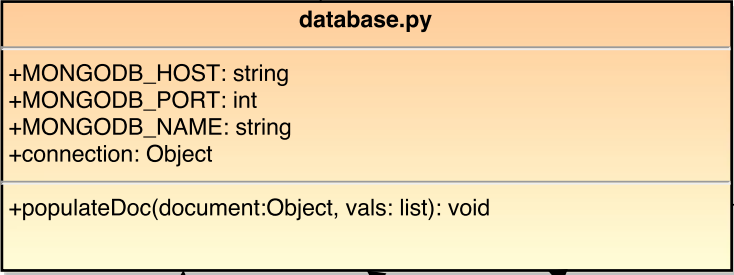 database.py
+MONGODB_HOST: string
+MONGODB_PORT: int
+MONGODB_NAME: string
+connection: Object
+populateDoc(document:Object, vals: list): void